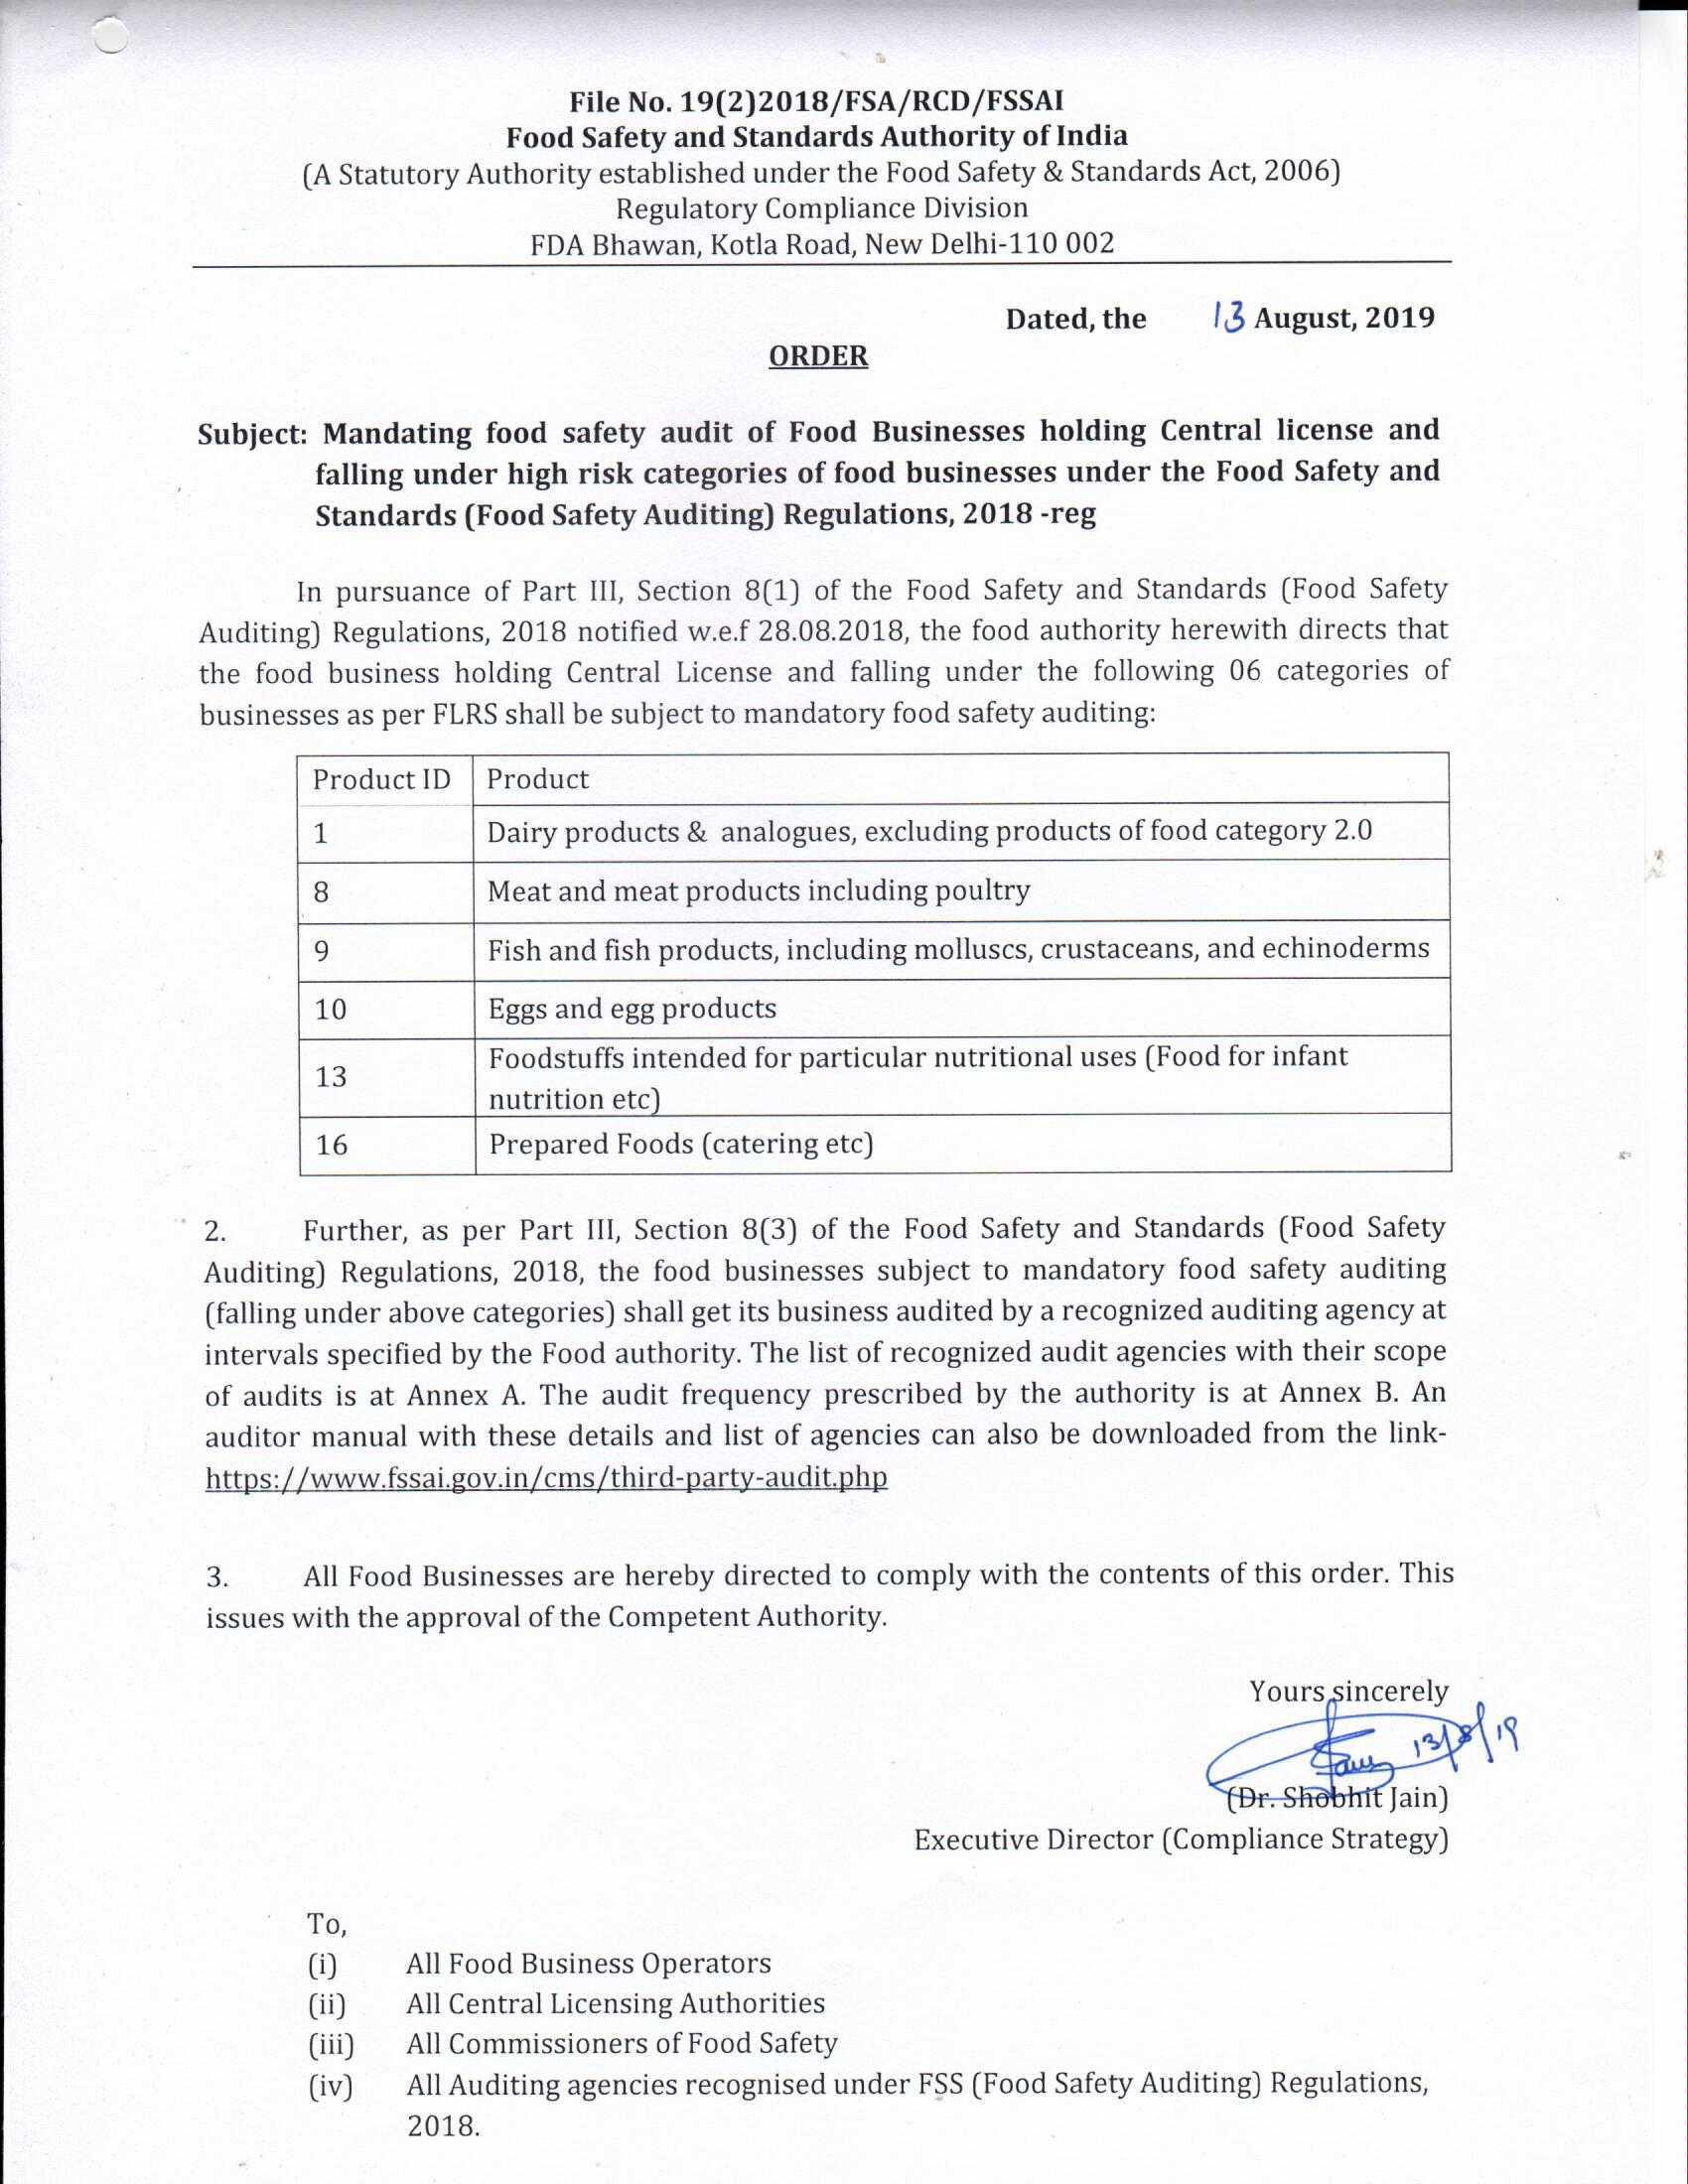 File No. 19(2)2018/FSA/RCD/FSSAI
Food Safety and Standards Authority of India
(A Statutory Authority established under the Food Safety & Standards Act, 2006)
Regulatory Compliance Division
FDA Bhawan, Kotla Road, New Delhi-110 002
Dated, the 13 August, 2019
ORDER
Subject: Mandating food safety audit of Food Businesses holding Central license and
falling under high risk categories of food businesses under the Food Safety and
Standards (Food Safety Auditing) Regulations, 2018 -reg
In pursuance of Part III, Section 8(1) of the Food Safety and Standards (Food Safety
Auditing) Regulations, 2018 notified w.e.f 28.08.2018, the food authority herewith directs that
the food business holding Central License and falling under the following 06 categories of
businesses as per FLRS shall be subject to mandatory food safety auditing:
Product ID Product
1 Dairy products & analogues, excluding products of food category 2.0
8 Meat and meat products including poultry
9 Fish and fish products, including molluscs, crustaceans, and echinoderms
10 Eggs and egg products
13 Foodstuffs intended for particular nutritional uses (Food for infant
nutrition etc)
16 Prepared Foods (catering etc)
2. Further, as per Part III, Section 8(3) of the Food Safety and Standards (Food Safety
Auditing) Regulations, 2018, the food businesses subject to mandatory food safety auditing
(falling under above categories) shall get its business audited by a recognized auditing agency at
intervals specified by the Food authority. The list of recognized audit agencies with their scope
of audits is at Annex A. The audit frequency prescribed by the authority is at Annex B. An
auditor manual with these details and list of agencies can also be downloaded from the link-
https://www.fssai.gov.in/cms/third-party-audit.php
3. All Food Businesses are hereby directed to comply with the contents of this order. This
issues with the approval of the Competent Authority.
Yours sincerely
13/8/19
(Dr. Shobhit Jain)
Executive Director (Compliance Strategy)
To,
(i) All Food Business Operators
(ii) All Central Licensing Authorities
(iii) All Commissioners of Food Safety
(iv) All Auditing agencies recognised under FSS (Food Safety Auditing) Regulations,
2018.